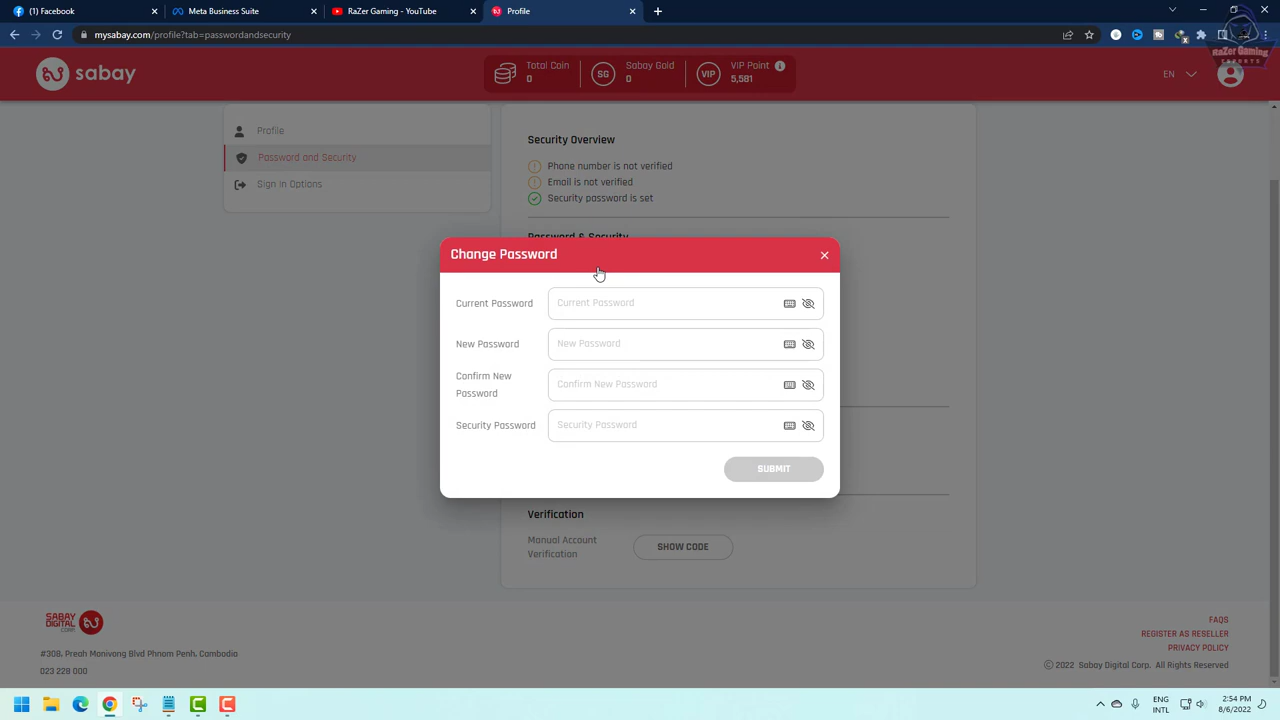 (1) Facebook
Meta Business Suite
RaZer Gaming - YouTube
Profile
mysabay.com/profile?tab=passwordandsecurity
RaZer Gaming
ESPORTS
sabay
Total Coin
0
SG
Sabay Gold
0
VIP
VIP Point
5,581
EN
Profile
Password and Security
Sign In Options
Security Overview
Phone number is not verified
Email is not verified
Security password is set
Password & Security
Change Password
Current Password
Current Password
New Password
New Password
Confirm New
Password
Confirm New Password
Security Password
Security Password
SUBMIT
Verification
Manual Account
Verification
SHOW CODE
SABAY
DIGITAL
CORP.
#308, Preah Monivong Blvd Phnom Penh, Cambodia
023 228 000
FAQS
REGISTER AS RESELLER
PRIVACY POLICY
© 2022 Sabay Digital Corp. All Rights Reserved
ENG
INTL
2:54 PM
8/6/2022